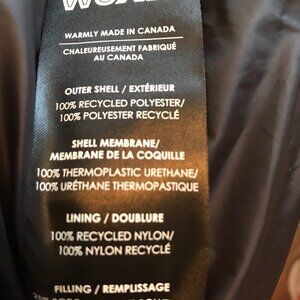 WARMLY MADE IN CANADA
CHALEUREUSEMENT FABRIQUÉ
AU CANADA
OUTER SHELL / EXTÉRIEUR
100% RECYCLED POLYESTER/
100% POLYESTER RECYCLÉ
SHELL MEMBRANE/
MEMBRANE DE LA COQUILLE
100% THERMOPLASTIC URETHANE/
100% URÉTHANE THERMOPASTIQUE
LINING / DOUBLURE
100% RECYCLED NYLON/
100% NYLON RECYCLÉ
FILLING / REMPLISSAGE